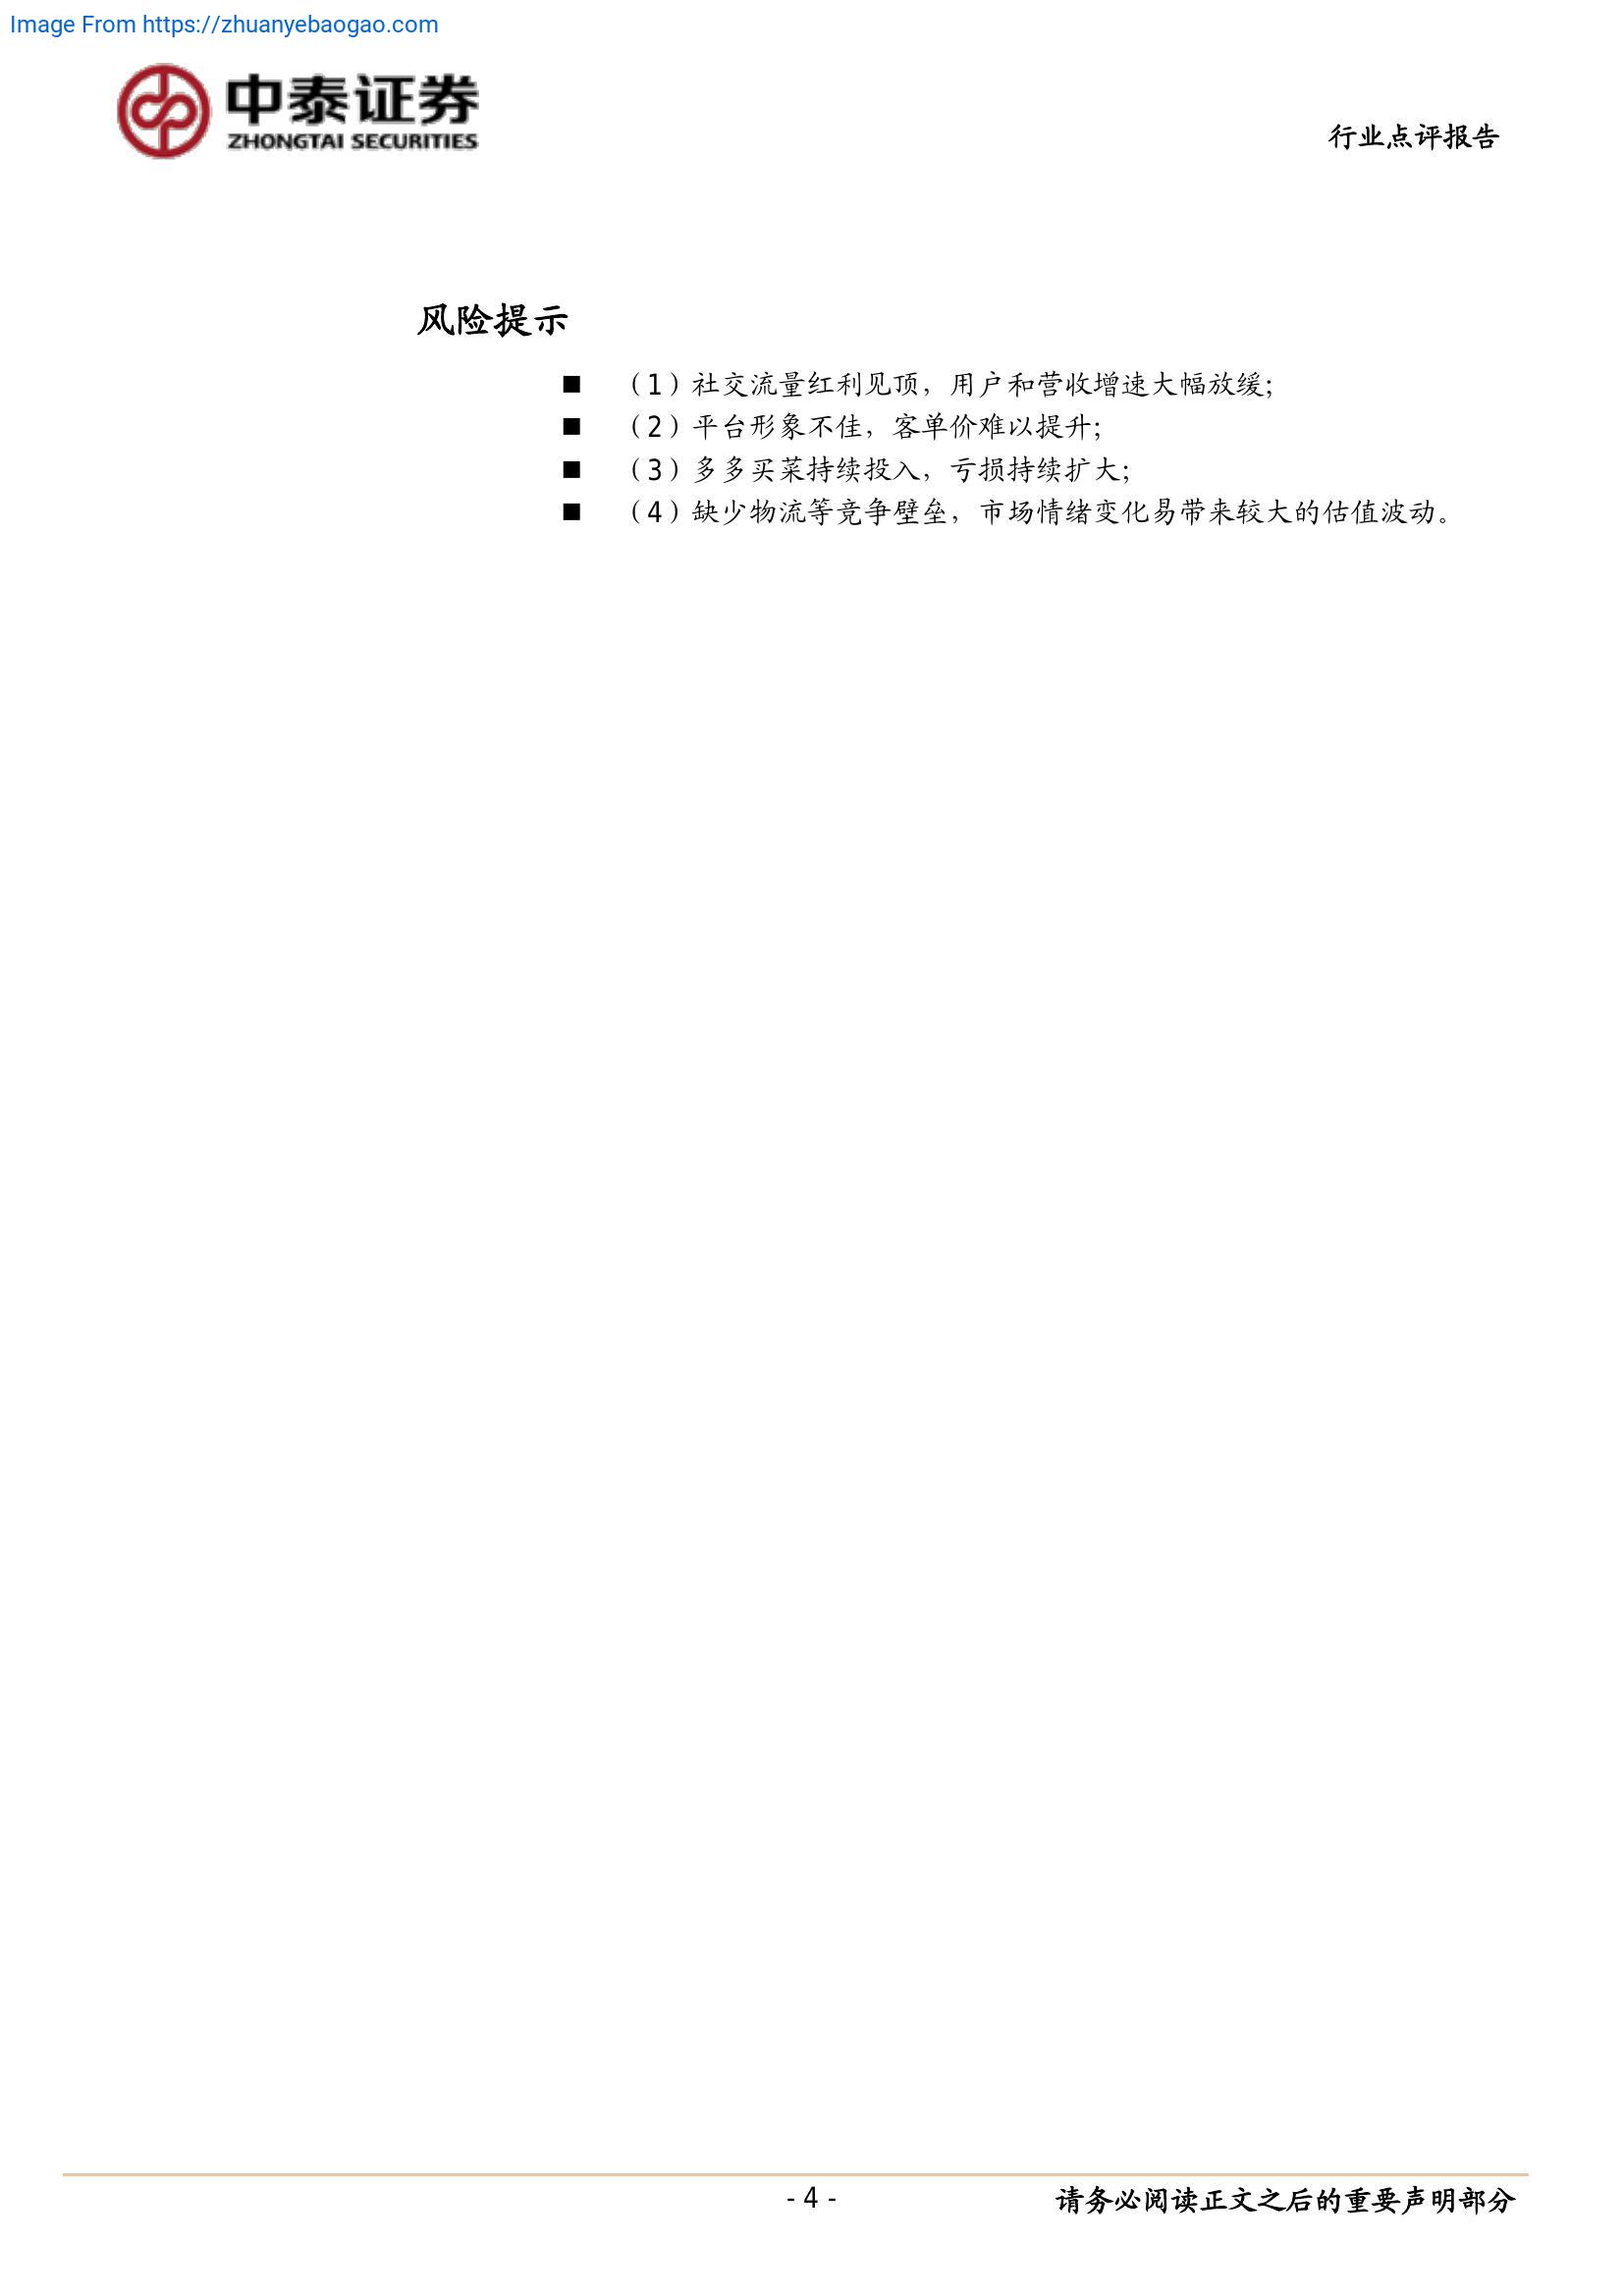 Image From https://zhuanyebaogao.com
中泰证券
ZHONGTAI SECURITIES
行业点评报告
风险提示
■ （1）社交流量红利见顶，用户和营收增速大幅放缓；
■ （2）平台形象不佳，客单价难以提升；
■ （3）多多买菜持续投入，亏损持续扩大；
■ （4）缺少物流等竞争壁垒，市场情绪变化易带来较大的估值波动。
- 4 -
请务必阅读正文之后的重要声明部分